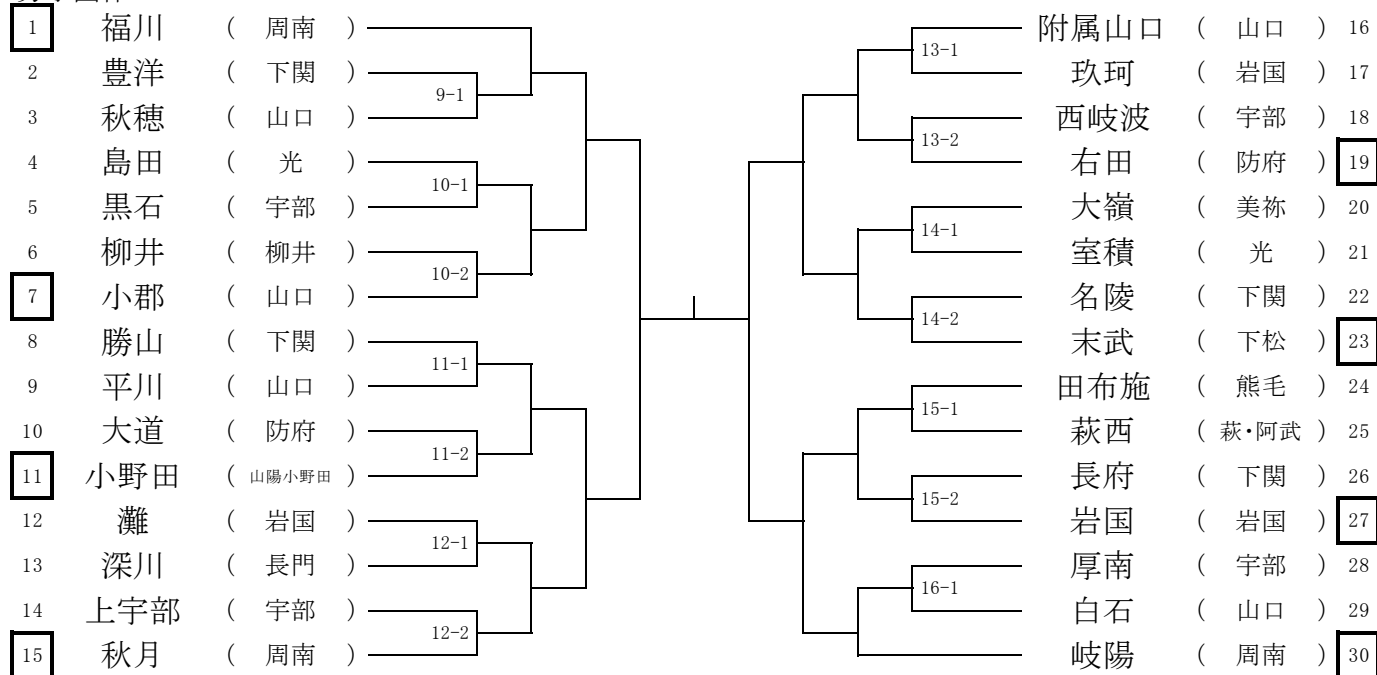 1 福川 ( 周南 )
2 豊洋 ( 下関 )
9-1
3 秋穂 ( 山口 )
4 島田 ( 光 )
10-1
5 黒石 ( 宇部 )
6 柳井 ( 柳井 )
10-2
7 小郡 ( 山口 )
8 勝山 ( 下関 )
11-1
9 平川 ( 山口 )
10 大道 ( 防府 )
11-2
11 小野田 ( 山陽小野田 )
12 灘 ( 岩国 )
12-1
13 深川 ( 長門 )
14 上宇部 ( 宇部 )
12-2
15 秋月 ( 周南 )
附属山口 ( 山口 ) 16
13-1
玖珂 ( 岩国 ) 17
西岐波 ( 宇部 ) 18
13-2
右田 ( 防府 ) 19
大嶺 ( 美祢 ) 20
14-1
室積 ( 光 ) 21
名陵 ( 下関 ) 22
14-2
末武 ( 下松 ) 23
田布施 ( 熊毛 ) 24
15-1
萩西 ( 萩・阿武 ) 25
長府 ( 下関 ) 26
15-2
岩国 ( 岩国 ) 27
厚南 ( 宇部 ) 28
16-1
白石 ( 山口 ) 29
岐陽 ( 周南 ) 30